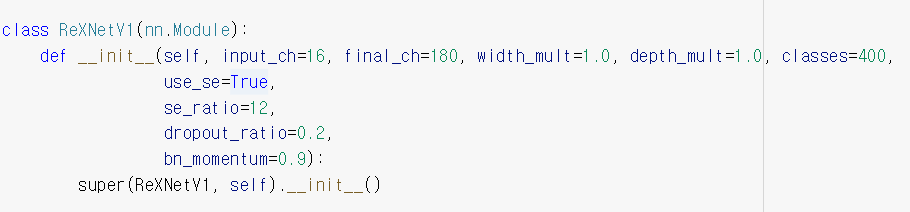 class ReXNetV1(nn.Module):
    def __init__(self, input_ch=16, final_ch=180, width_mult=1.0, depth_mult=1.0, classes=400,
                 use_se=True,
                 se_ratio=12,
                 dropout_ratio=0.2,
                 bn_momentum=0.9):
        super(ReXNetV1, self).__init__()